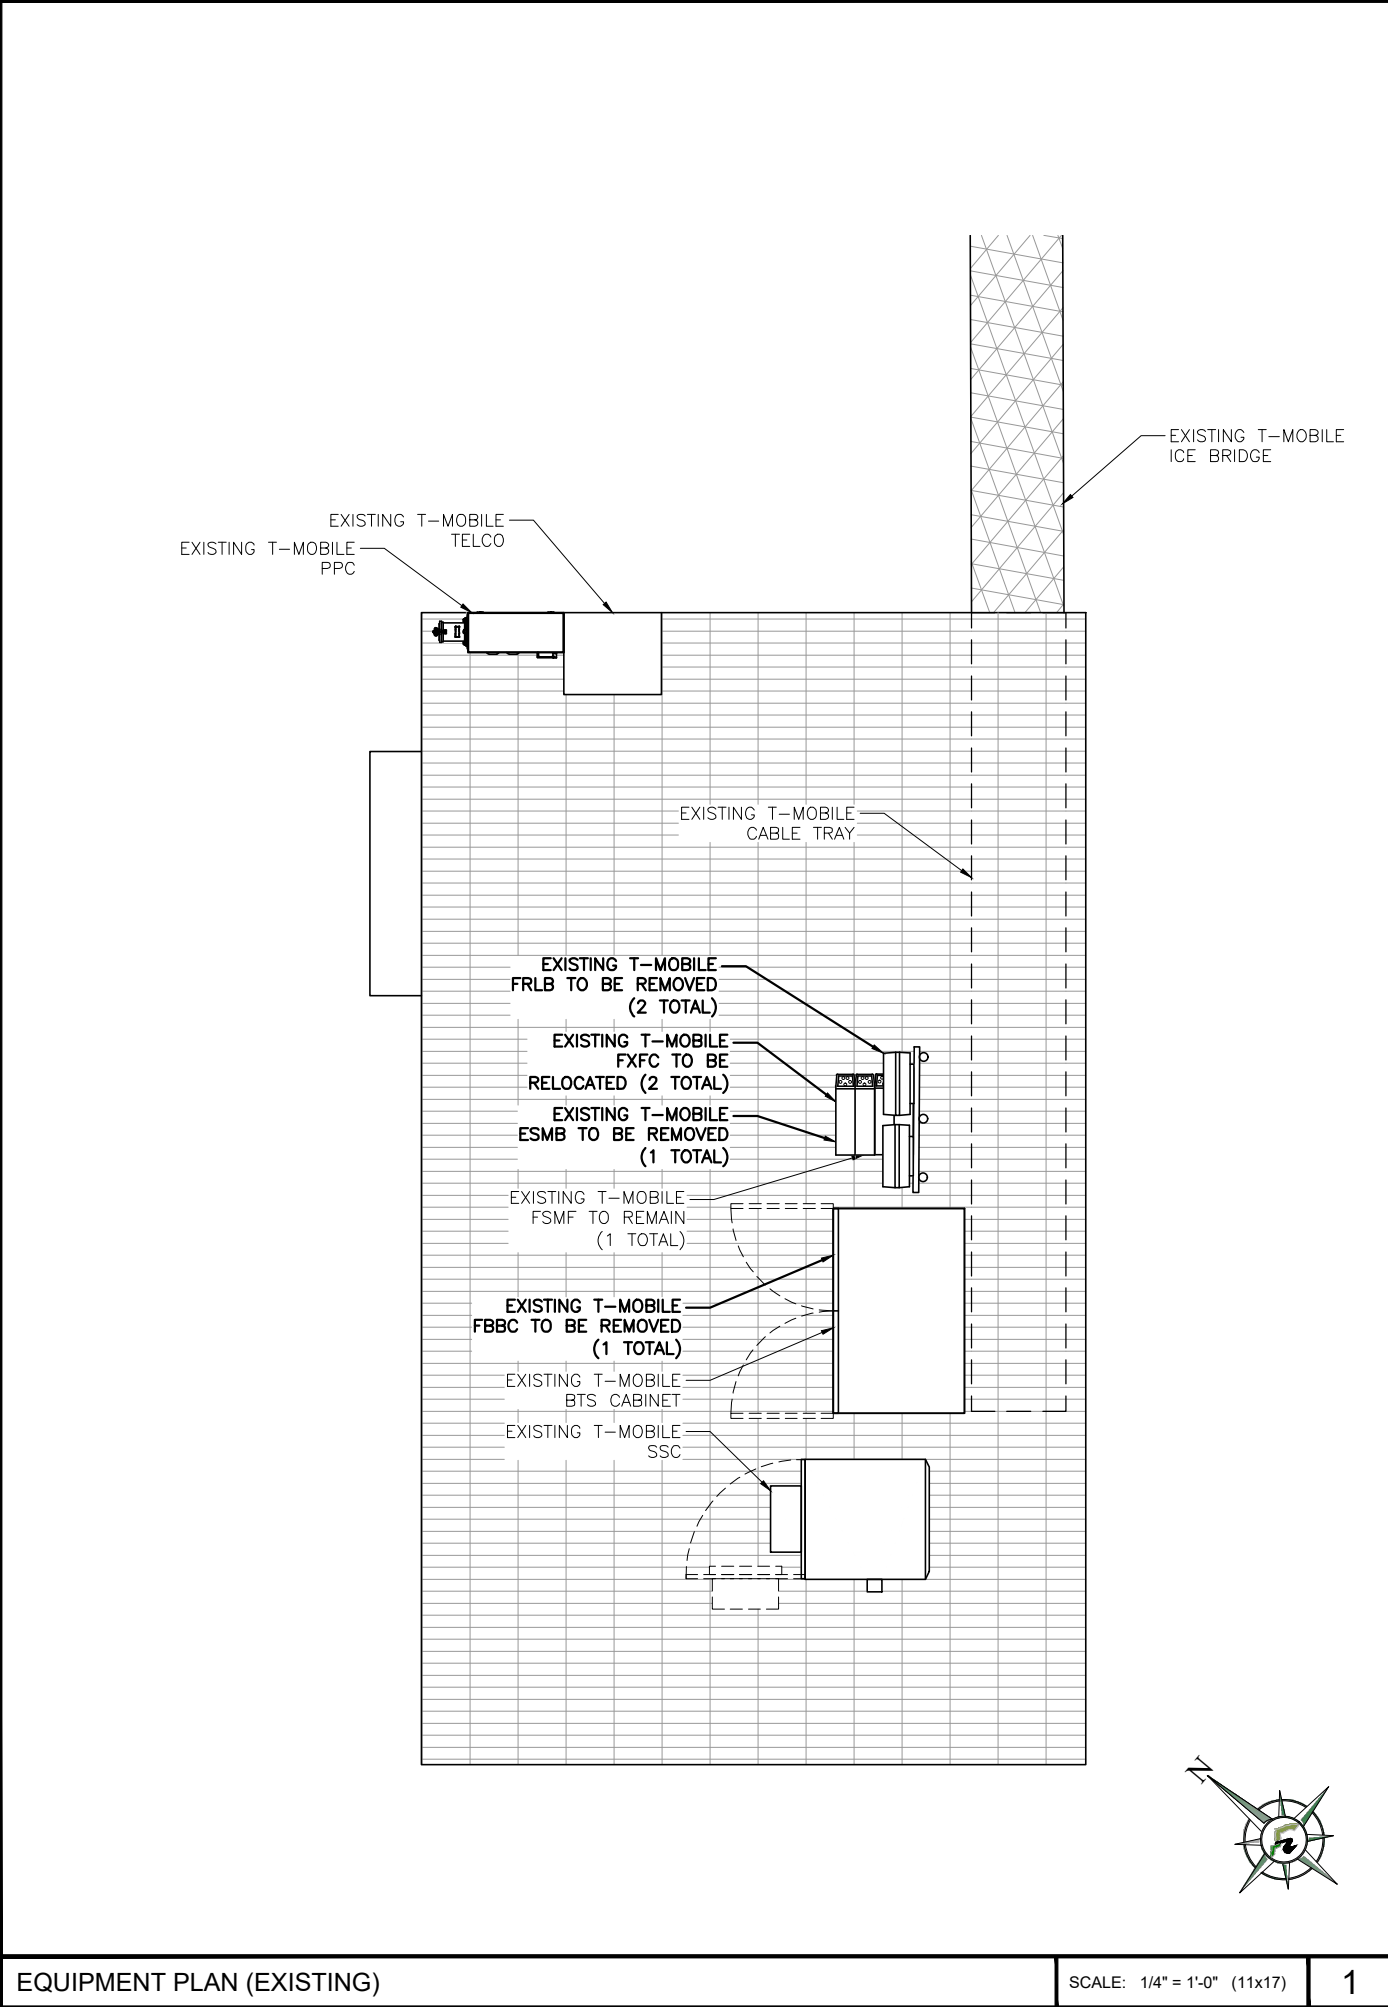 EXISTING T-MOBILE
ICE BRIDGE
EXISTING T-MOBILE
TELCO
EXISTING T-MOBILE
PPC
EXISTING T-MOBILE
CABLE TRAY
EXISTING T-MOBILE
FRLB TO BE REMOVED
(2 TOTAL)
EXISTING T-MOBILE
FXFC TO BE
RELOCATED (2 TOTAL)
EXISTING T-MOBILE
ESMB TO BE REMOVED
(1 TOTAL)
EXISTING T-MOBILE
FSMF TO REMAIN
(1 TOTAL)
EXISTING T-MOBILE
FBBC TO BE REMOVED
(1 TOTAL)
EXISTING T-MOBILE
BTS CABINET
EXISTING T-MOBILE
SSC
N
EQUIPMENT PLAN (EXISTING)
SCALE: 1/4" = 1'-0" (11x17)
1